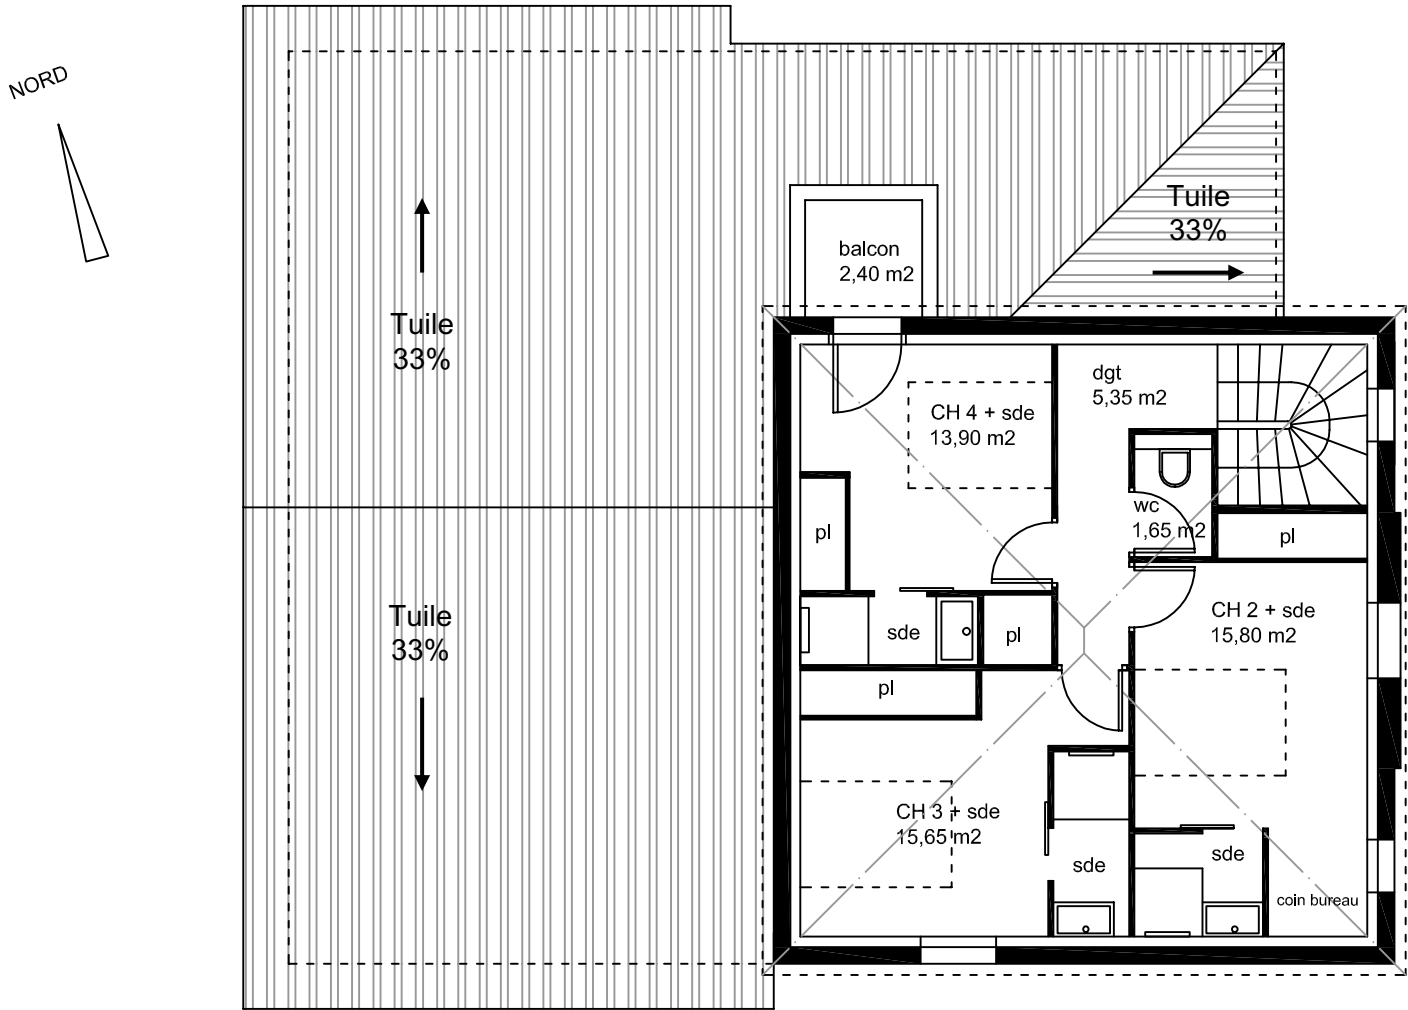 NORD
Tuile
33%
balcon
2,40 m2
Tuile
33%
dgt
5,35 m2
CH 4 + sde
13,90 m2
wc
1,65 m2
pl
pl
Tuile
33%
sde
pl
CH 2 + sde
15,80 m2
pl
CH 3 + sde
15,65 m2
sde
sde
coin bureau